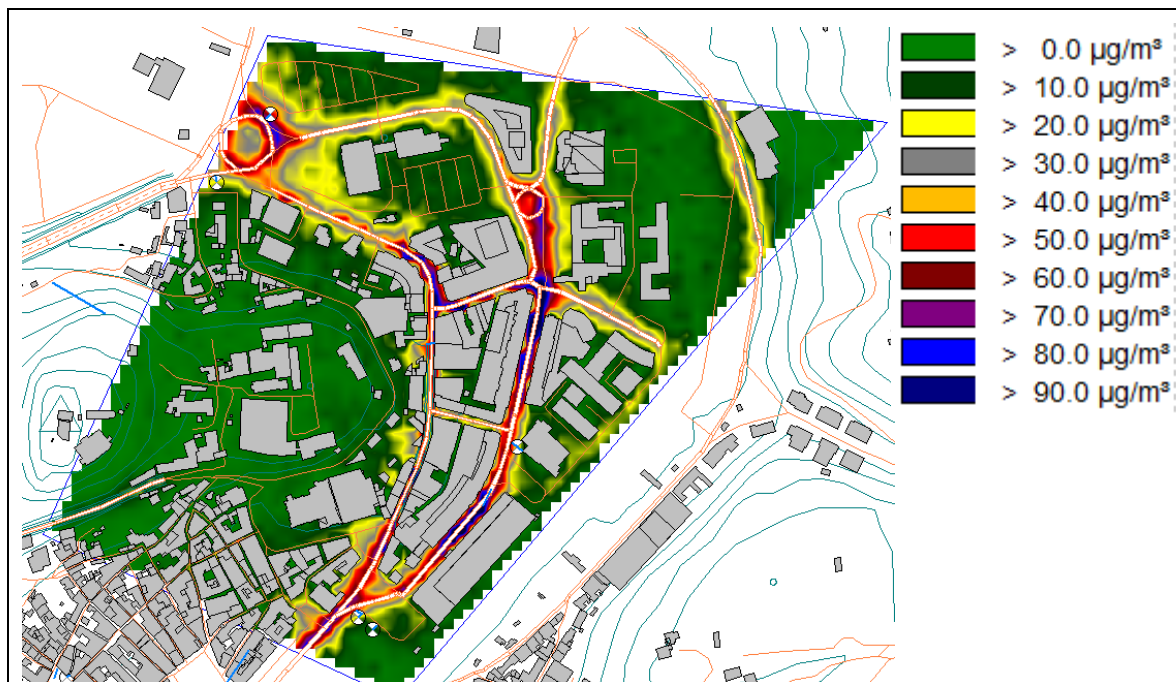 > 0.0 µg/m³
> 10.0 µg/m³
> 20.0 µg/m³
> 30.0 µg/m³
> 40.0 µg/m³
> 50.0 µg/m³
> 60.0 µg/m³
> 70.0 µg/m³
> 80.0 µg/m³
> 90.0 µg/m³